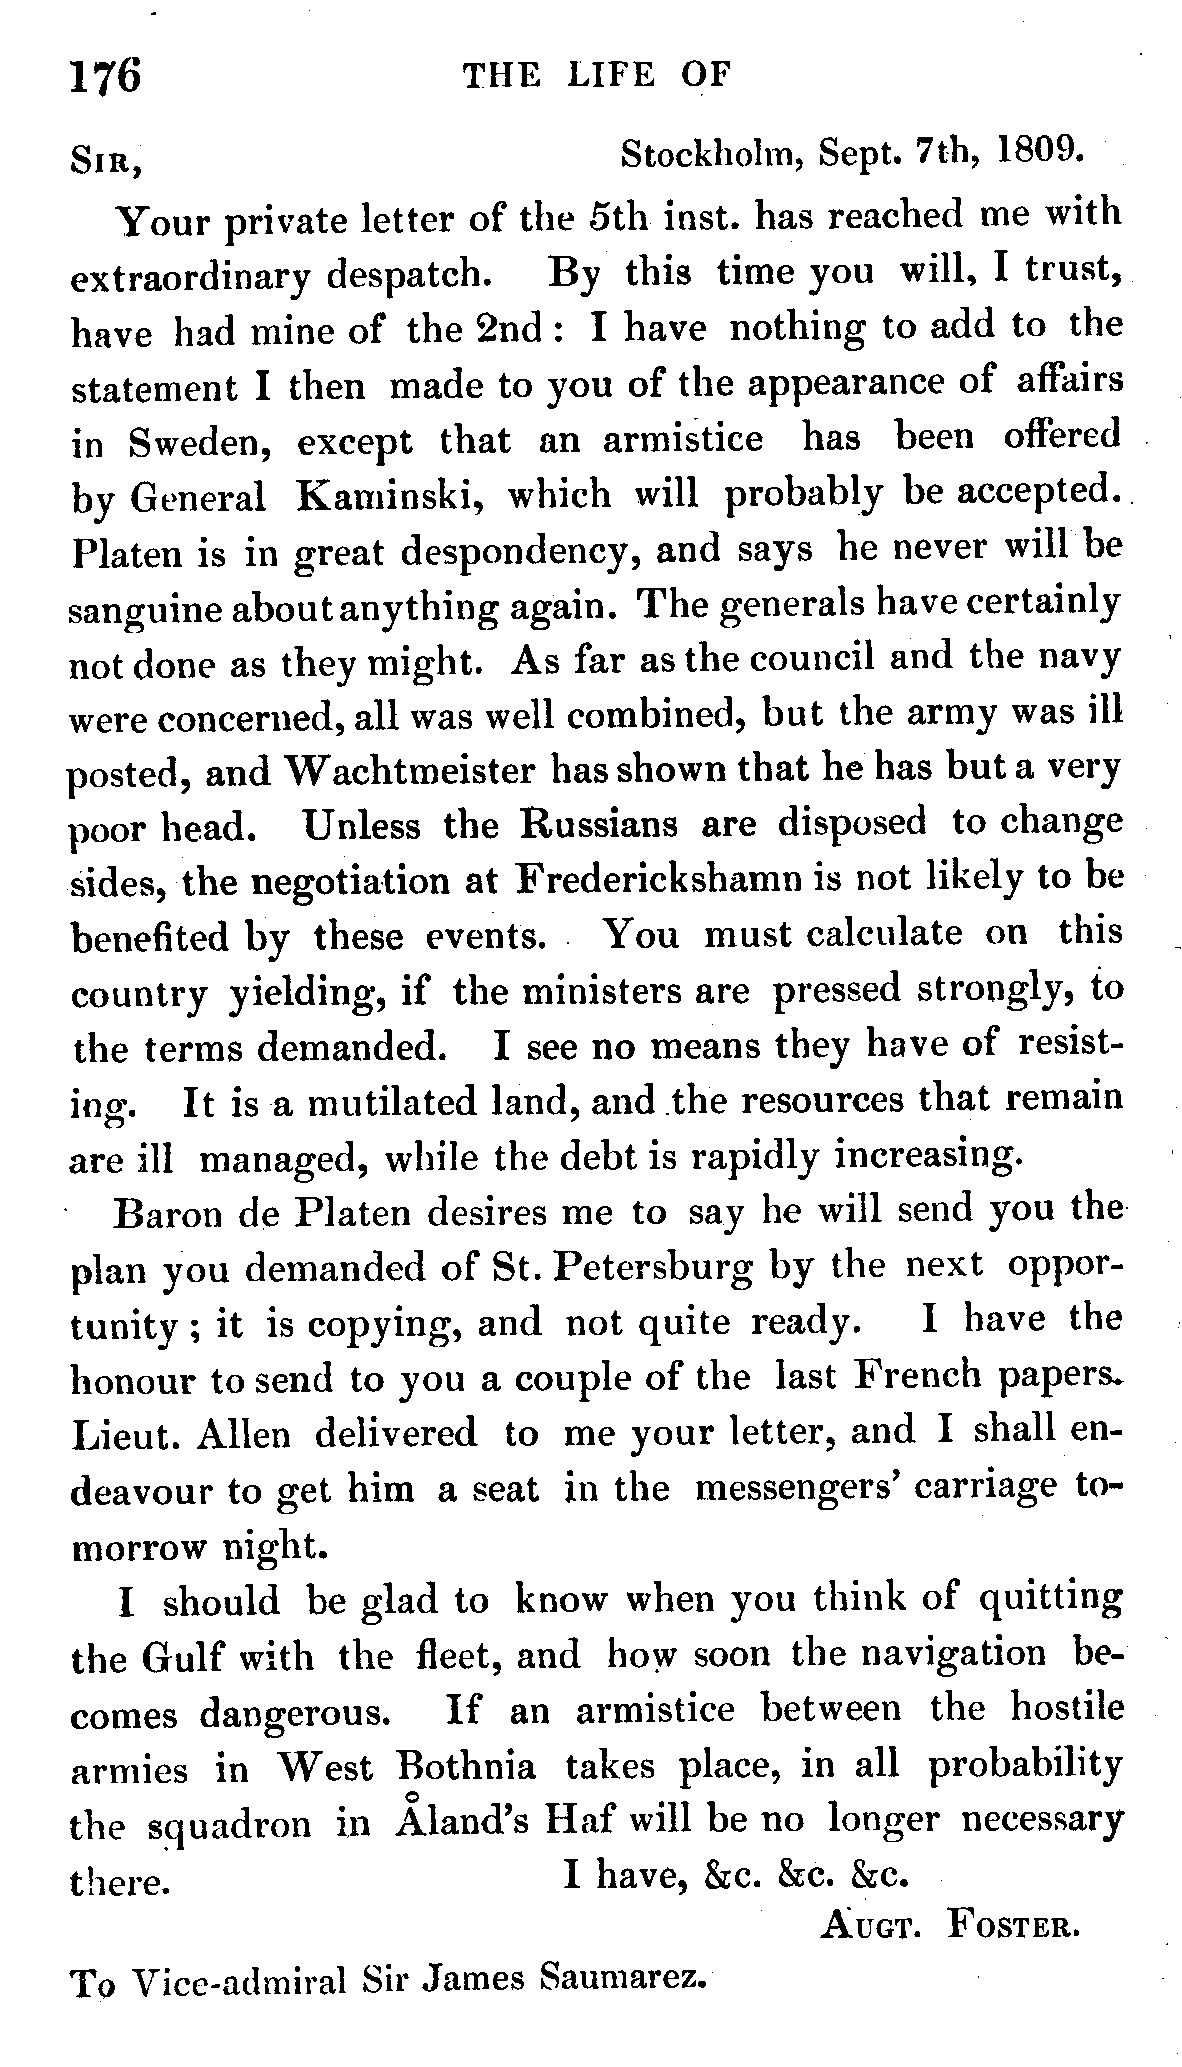 176 THE LIFE OF
SIR, Stockholm, Sept. 7th, 1809.
Your private letter of the 5th inst. has reached me with
extraordinary despatch. By this time you will, I trust,
have had mine of the 2nd : I have nothing to add to the
statement I then made to you of the appearance of affairs
in Sweden, except that an armistice has been offered
by General Kaminski, which will probably be accepted.
Platen is in great despondency, and says he never will be
sanguine about anything again. The generals have certainly
not done as they might. As far as the council and the navy
were concerned, all was well combined, but the army was ill
posted, and Wachtmeister has shown that he has but a very
poor head. Unless the Russians are disposed to change
sides, the negotiation at Frederickshamn is not likely to be
benefited by these events. You must calculate on this
country yielding, if the ministers are pressed strongly, to
the terms demanded. I see no means they have of resist-
ing. It is a mutilated land, and the resources that remain
are ill managed, while the debt is rapidly increasing.
Baron de Platen desires me to say he will send you the
plan you demanded of St. Petersburg by the next oppor-
tunity ; it is copying, and not quite ready. I have the
honour to send to you a couple of the last French papers.
Lieut. Allen delivered to me your letter, and I shall en-
deavour to get him a seat in the messengers' carriage to-
morrow night.
I should be glad to know when you think of quitting
the Gulf with the fleet, and how soon the navigation be-
comes dangerous. If an armistice between the hostile
armies in West Bothnia takes place, in all probability
the squadron in Åland's Haf will be no longer necessary
there. I have, &c. &c. &c.
AUGT. FOSTER.
To Vice-admiral Sir James Saumarez.